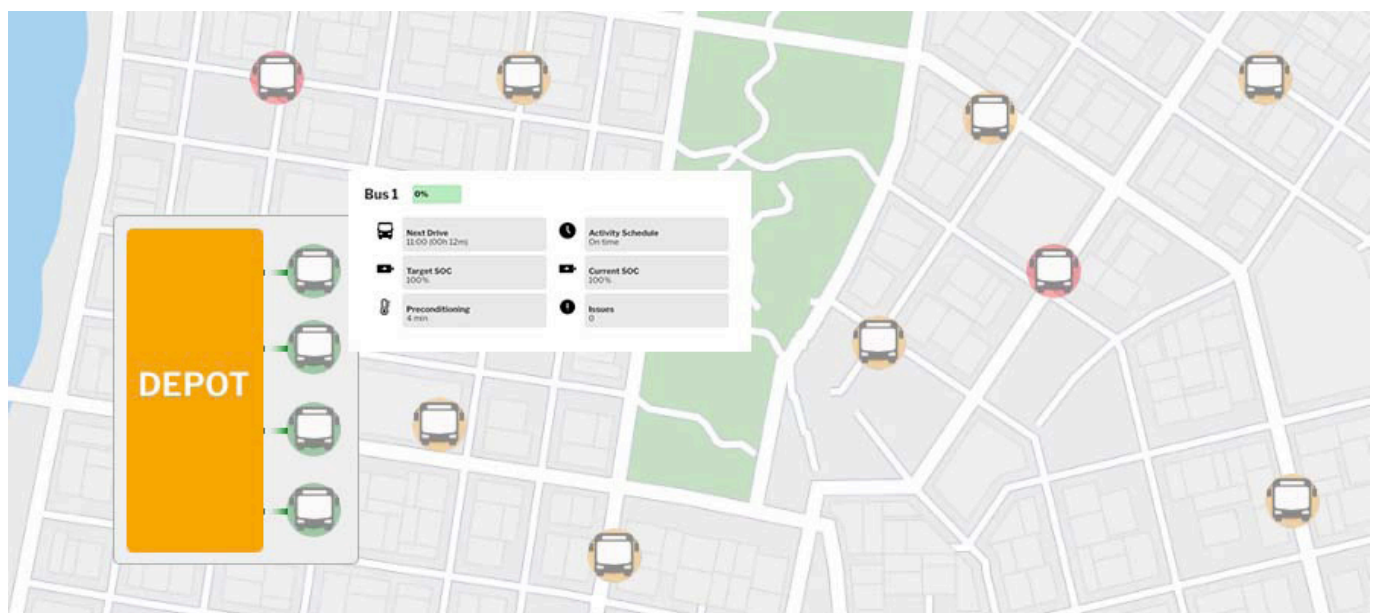 Bus 1 0%
Next Drive
11:00 (00h 12m)
Activity Schedule
On time
Target SOC
100%
Current SOC
100%
Preconditioning
4 min
Issues
0
DEPOT